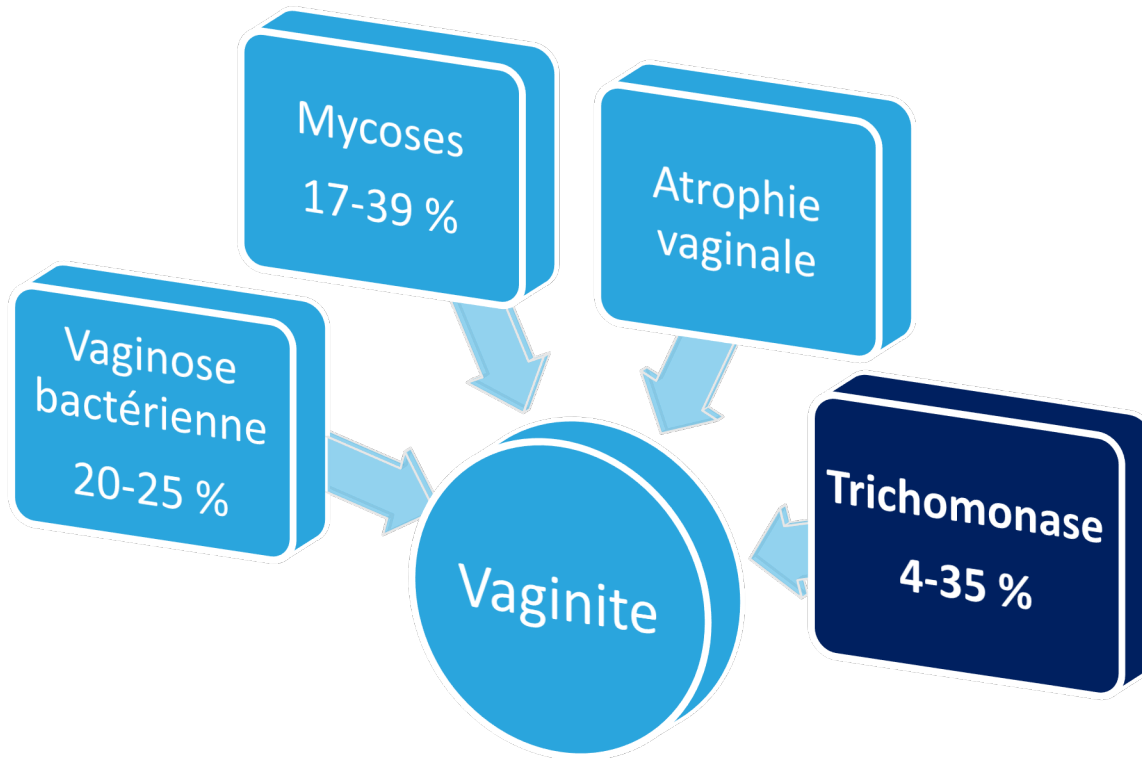 Mycoses
17-39 %
Atrophie
vaginale
Vaginose
bactérienne
20-25 %
Trichomonase
4-35 %
Vaginite